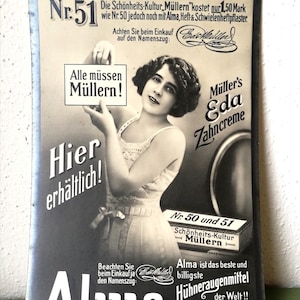 Nr. 51
Die Schönheits-Kultur „Müllern" kostet nur 1,50 Mark
wie Nr. 50 jedoch noch mit Alma, Heft & Schwielenheftpflaster
Achten Sie beim Einkauf
auf den Namenszug:
Alle müssen
Müllern!
Müller's
Eda
Zahncreme
Hier
erhältlich!
Nr. 50 und 51
Schönheits-Kultur
Müllern
Beachten Sie
beim Einkauf ja
den Namenszug:
Alma ist das beste und
billigste
Hühneraugenmittel
der Welt!!
Alma